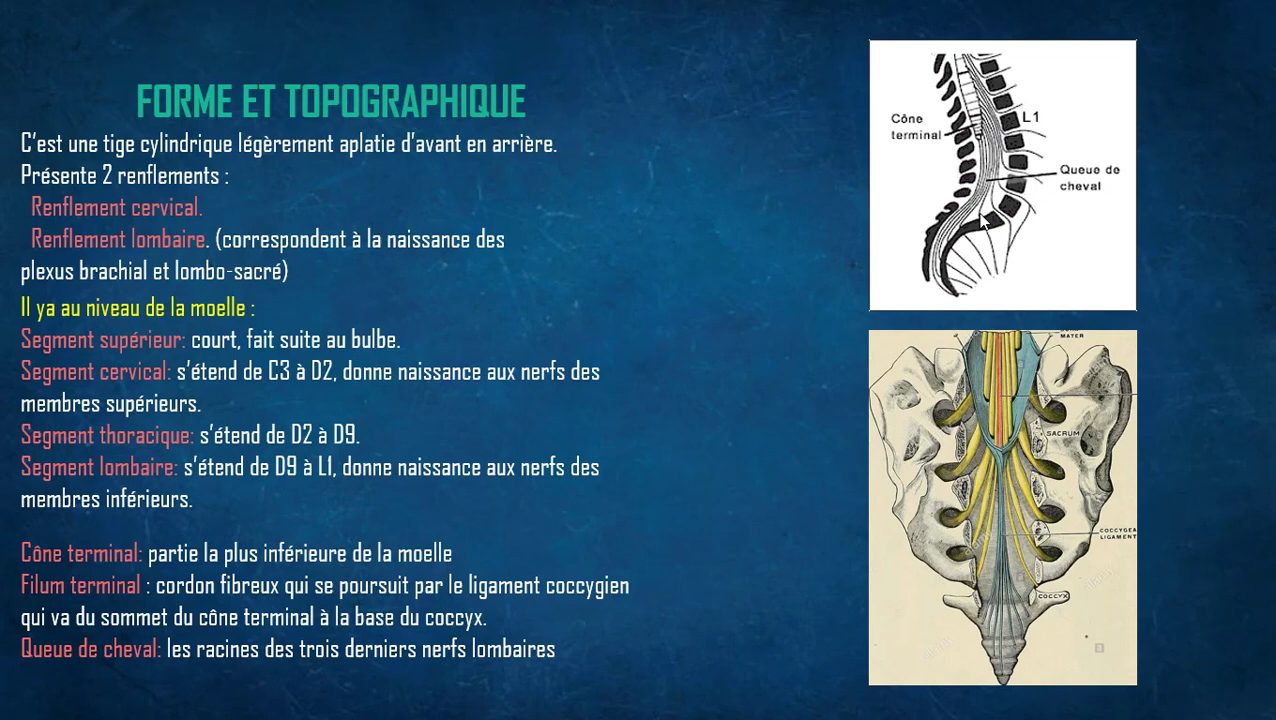 FORME ET TOPOGRAPHIQUE
C'est une tige cylindrique légèrement aplatie d'avant en arrière.
Présente 2 renflements :
Renflement cervical.
Renflement lombaire. (correspondent à la naissance des
plexus brachial et lombo-sacré)
Il ya au niveau de la moelle :
Segment supérieur: court, fait suite au bulbe.
Segment cervical: s'étend de C3 à D2, donne naissance aux nerfs des
membres supérieurs.
Segment thoracique: s'étend de D2 à D9.
Segment lombaire: s'étend de D9 à L1, donne naissance aux nerfs des
membres inférieurs.
Cône terminal: partie la plus inférieure de la moelle
Filum terminal : cordon fibreux qui se poursuit par le ligament coccygien
qui va du sommet du cône terminal à la base du coccyx.
Queue de cheval: les racines des trois derniers nerfs lombaires
Cône
terminal
L1
Queue de
cheval
MATER
SACRUM
COCCYGEA
LIGAMENT
COCCYX